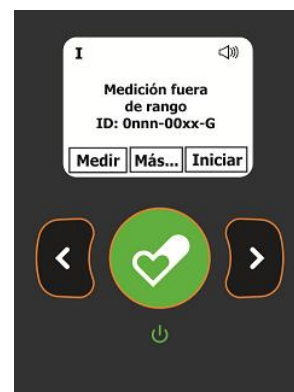 I
Medición fuera
de rango
ID: 0nnn-00xx-G
Medir Más... Iniciar